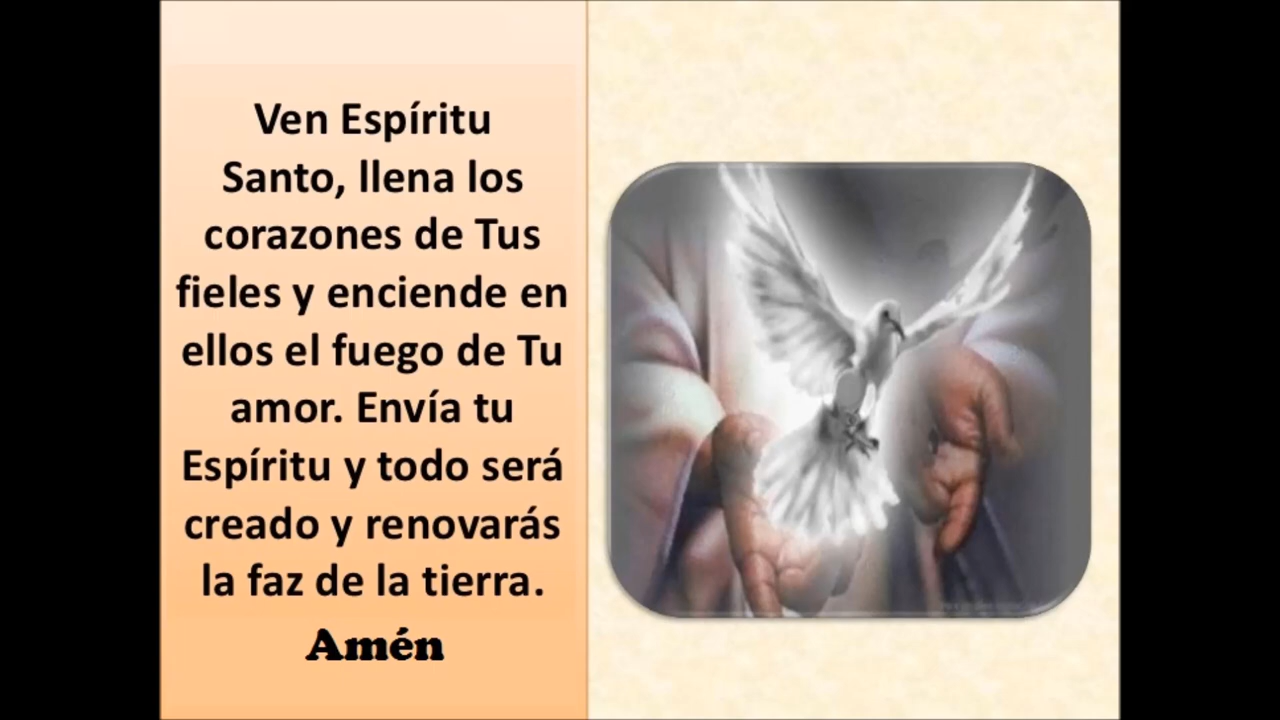 Ven Espíritu
Santo, llena los
corazones de Tus
fieles y enciende en
ellos el fuego de Tu
amor. Envía tu
Espíritu y todo será
creado y renovarás
la faz de la tierra.
Amén